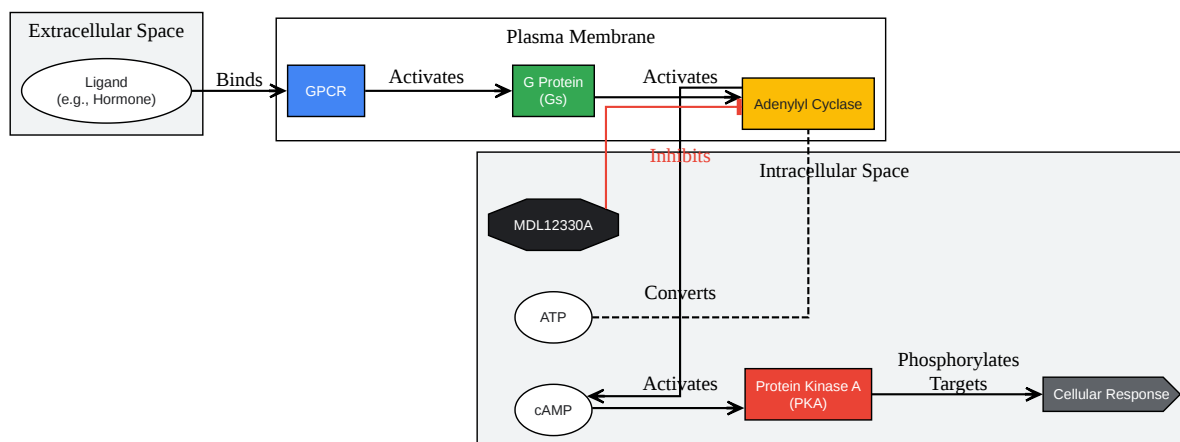 Extracellular Space
Ligand
(e.g., Hormone)
Binds
Plasma Membrane
GPCR
Activates
G Protein
(Gs)
Activates
Adenylyl Cyclase
Inhibits
Intracellular Space
MDL12330A
Converts
ATP
cAMP
Activates
Protein Kinase A
(PKA)
Phosphorylates
Targets
Cellular Response